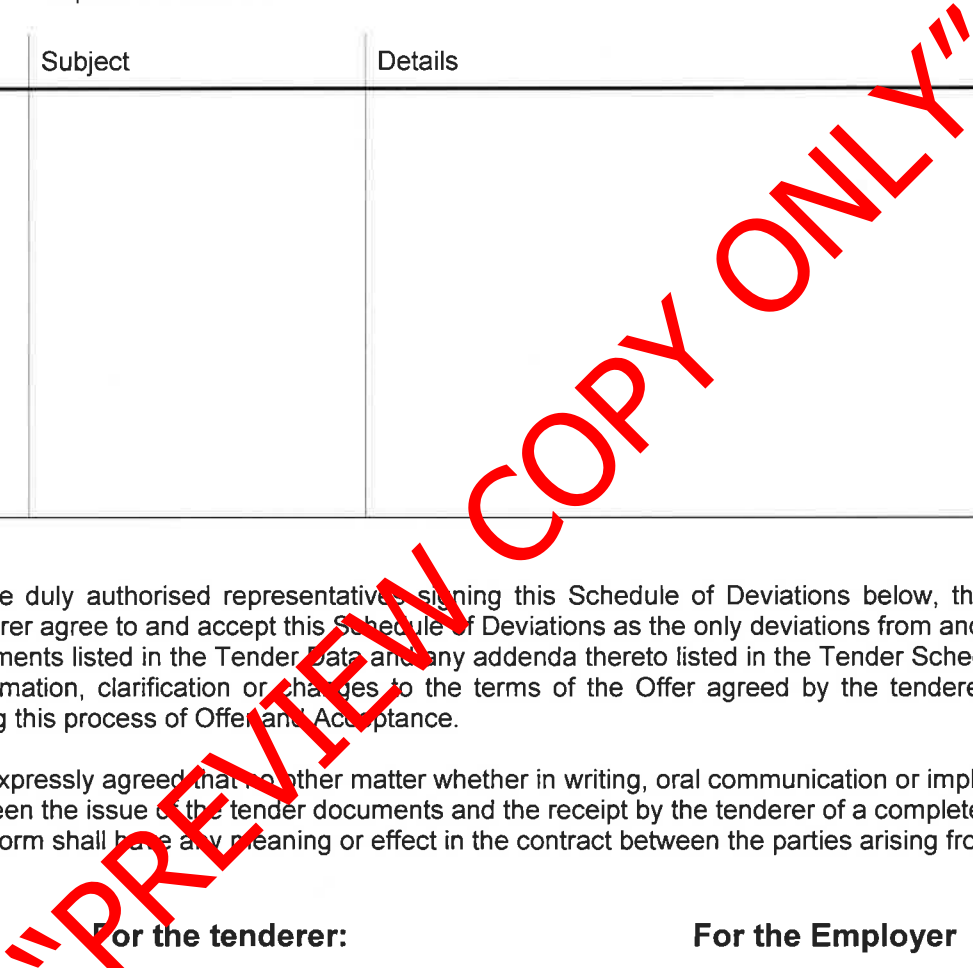 Subject Details
e duly authorised representatives signing this Schedule of Deviations below, th
rer agree to and accept this Schedule of Deviations as the only deviations from and
ments listed in the Tender Data and any addenda thereto listed in the Tender Sche
mation, clarification or changes to the terms of the Offer agreed by the tendere
g this process of Offer and Acceptance.
xpressly agreed that no other matter whether in writing, oral communication or impl
een the issue of the tender documents and the receipt by the tenderer of a complete
orm shall have any meaning or effect in the contract between the parties arising fro
For the tenderer: For the Employer
"PREVIEW COPY ONLY"